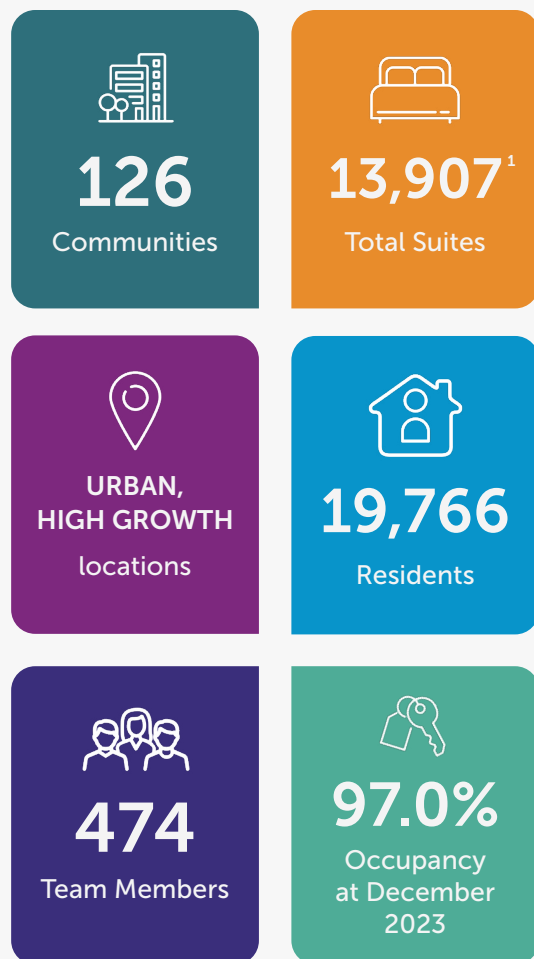 126
Communities
13,907¹
Total Suites
URBAN,
HIGH GROWTH
locations
19,766
Residents
474
Team Members
97.0%
Occupancy
at December
2023